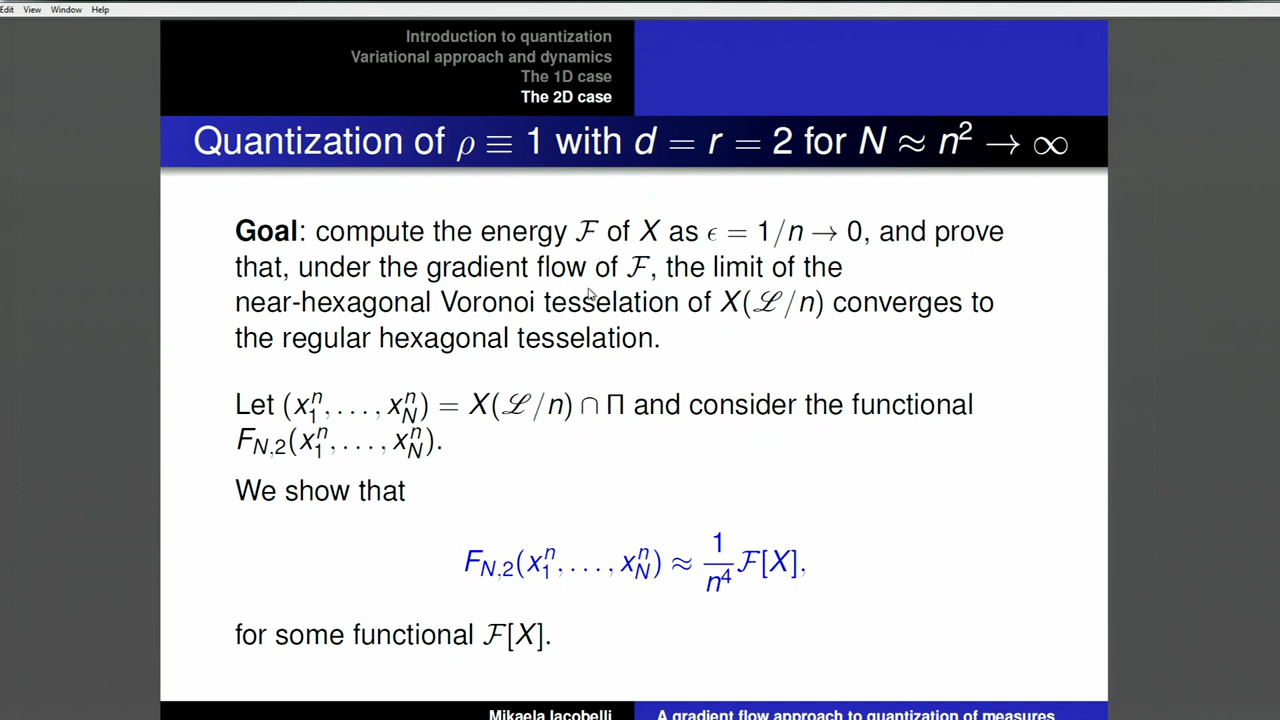 Edit View Window Help
Introduction to quantization
Variational approach and dynamics
The 1D case
The 2D case
Quantization of ρ ≡ 1 with d = r = 2 for N ≈ n² → ∞
Goal: compute the energy ℱ of X as ϵ = 1/n → 0, and prove
that, under the gradient flow of ℱ, the limit of the
near-hexagonal Voronoi tesselation of X(ℒ/n) converges to
the regular hexagonal tesselation.
Let (x₁ⁿ, . . . , x_Nⁿ) = X(ℒ/n) ∩ Π and consider the functional
F_{N,2}(x₁ⁿ, . . . , x_Nⁿ).
We show that
F_{N,2}(x₁ⁿ, . . . , x_Nⁿ) ≈ 1/n⁴ ℱ[X],
for some functional ℱ[X].
Mikaela Iacobelli A gradient flow approach to quantization of measures